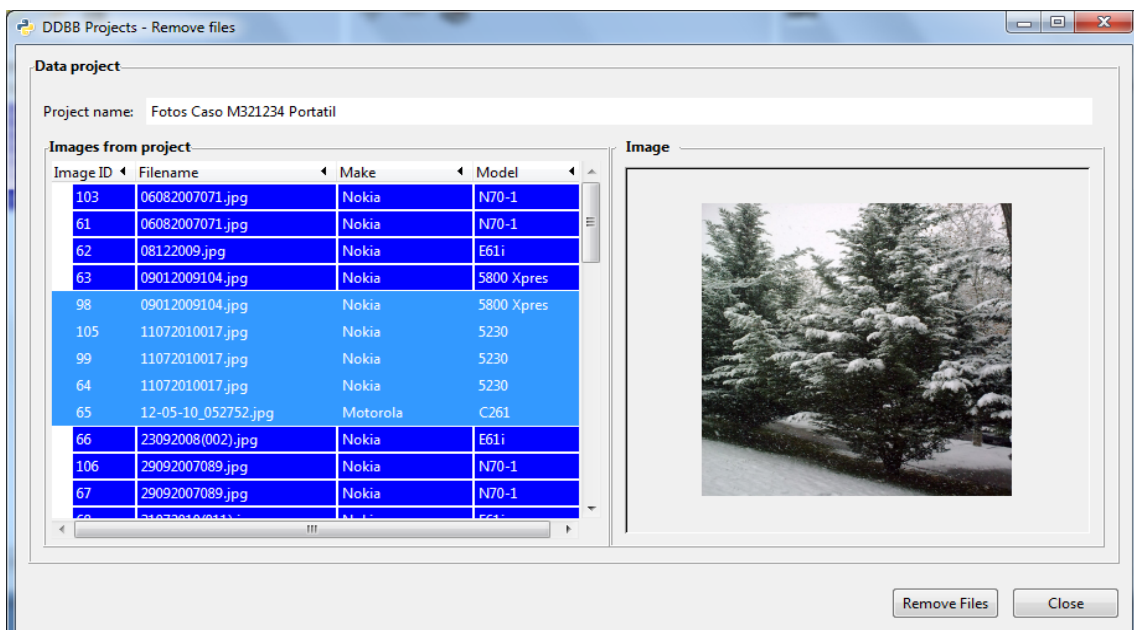 DDBB Projects - Remove files
Data project
Project name: Fotos Caso M321234 Portatil
Images from project
Image ID Filename Make Model
103 06082007071.jpg Nokia N70-1
61 06082007071.jpg Nokia N70-1
62 08122009.jpg Nokia E61i
63 09012009104.jpg Nokia 5800 Xpres
98 09012009104.jpg Nokia 5800 Xpres
105 11072010017.jpg Nokia 5230
99 11072010017.jpg Nokia 5230
64 11072010017.jpg Nokia 5230
65 12-05-10_052752.jpg Motorola C261
66 23092008(002).jpg Nokia E61i
106 29092007089.jpg Nokia N70-1
67 29092007089.jpg Nokia N70-1
Image
Remove Files Close